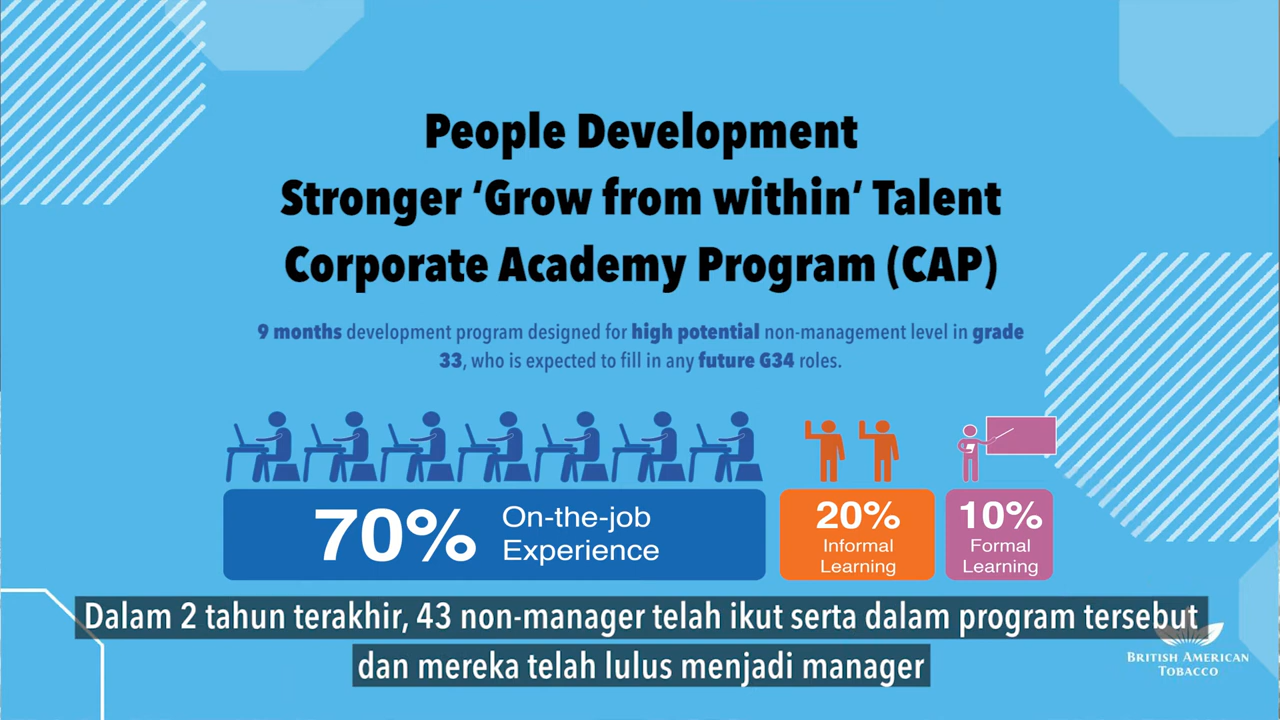 People Development
Stronger ‘Grow from within’ Talent
Corporate Academy Program (CAP)
9 months development program designed for high potential non-management level in grade
33, who is expected to fill in any future G34 roles.
70%
On-the-job
Experience
20%
Informal
Learning
10%
Formal
Learning
Dalam 2 tahun terakhir, 43 non-manager telah ikut serta dalam program tersebut
dan mereka telah lulus menjadi manager
BRITISH AMERICAN
TOBACCO